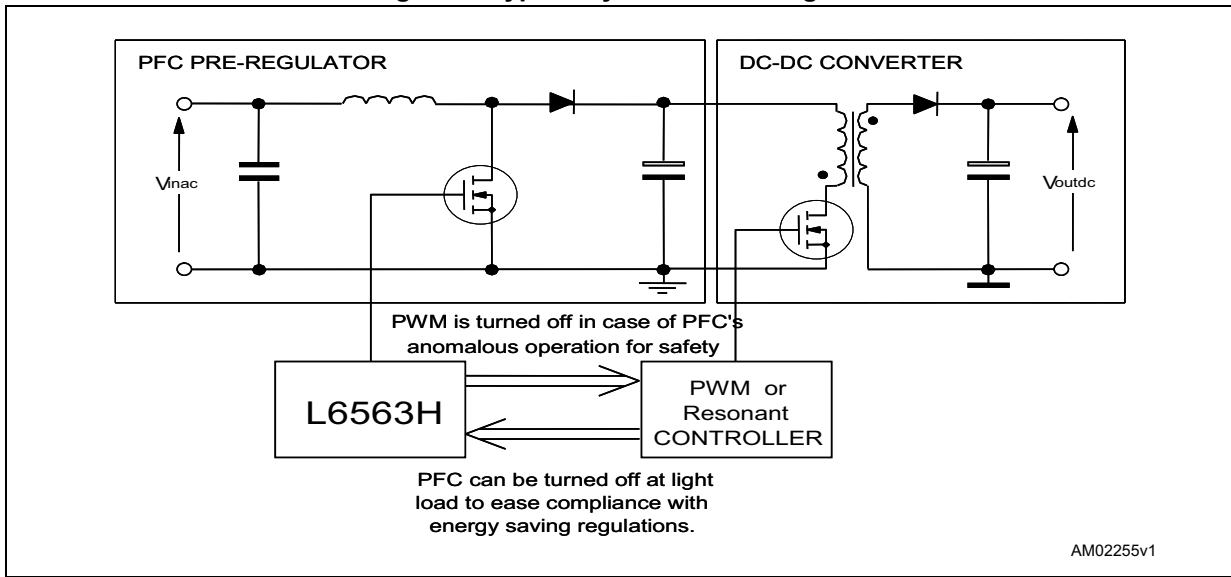 PFC PRE-REGULATOR
DC-DC CONVERTER
Vinac
Voutdc
PWM is turned off in case of PFC's
anomalous operation for safety
L6563H
PWM or
Resonant
CONTROLLER
PFC can be turned off at light
load to ease compliance with
energy saving regulations.
AM02255v1